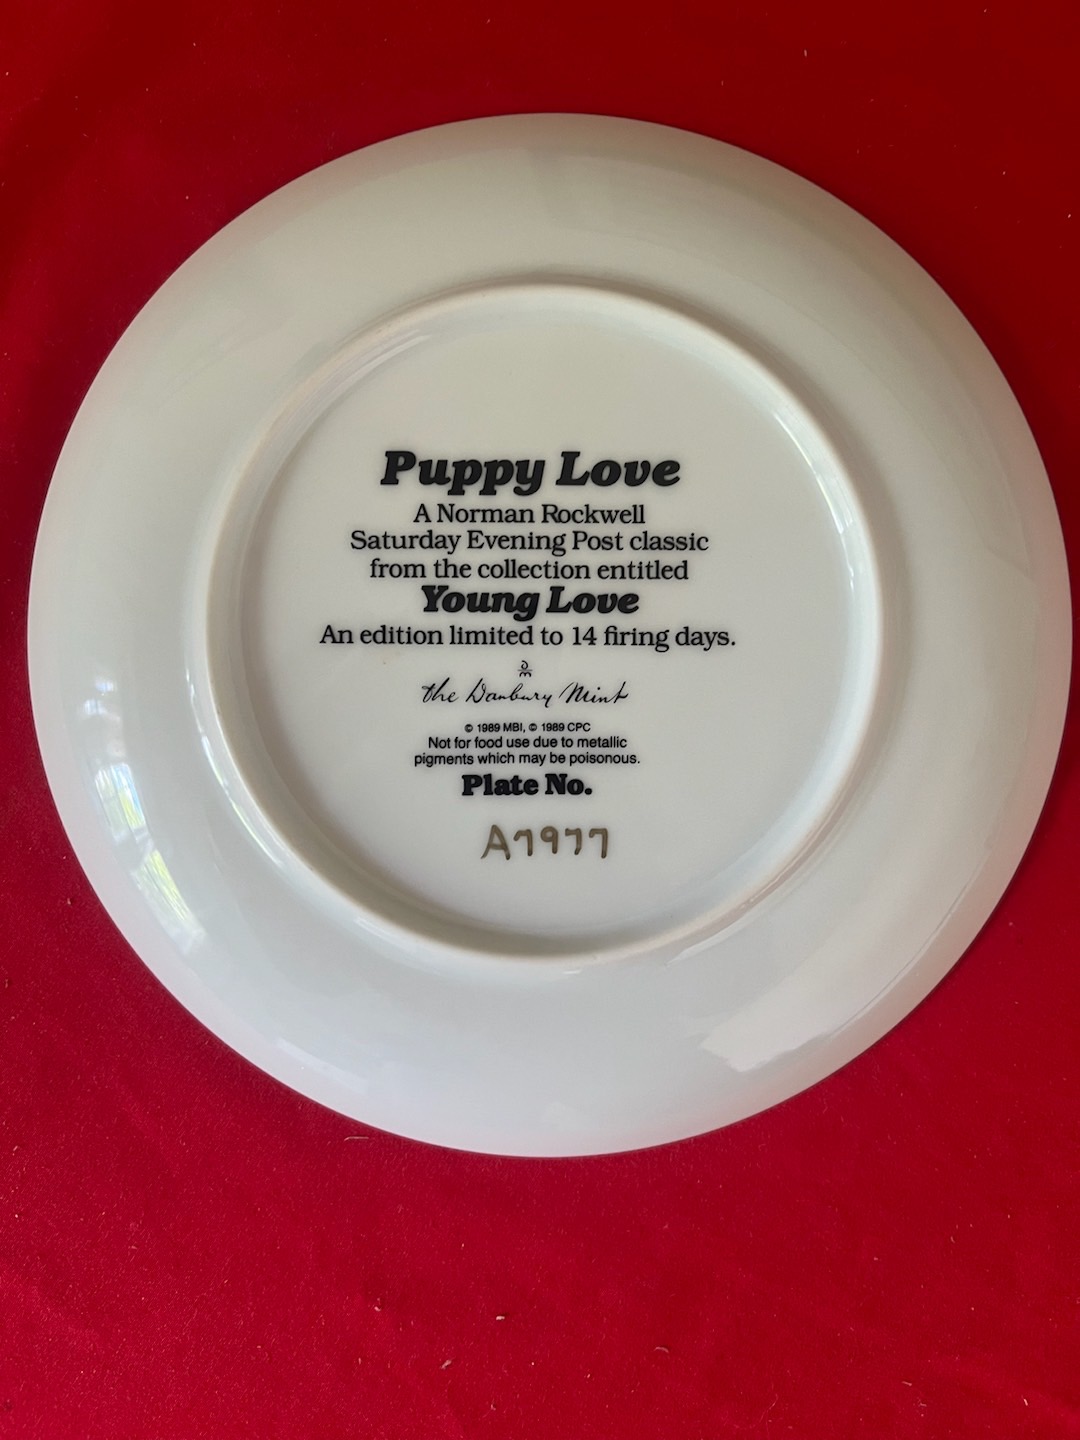 Puppy Love
A Norman Rockwell
Saturday Evening Post classic
from the collection entitled
Young Love
An edition limited to 14 firing days.
DM
the Danbury Mint
© 1989 MBI, © 1989 CPC
Not for food use due to metallic
pigments which may be poisonous.
Plate No.
A7977